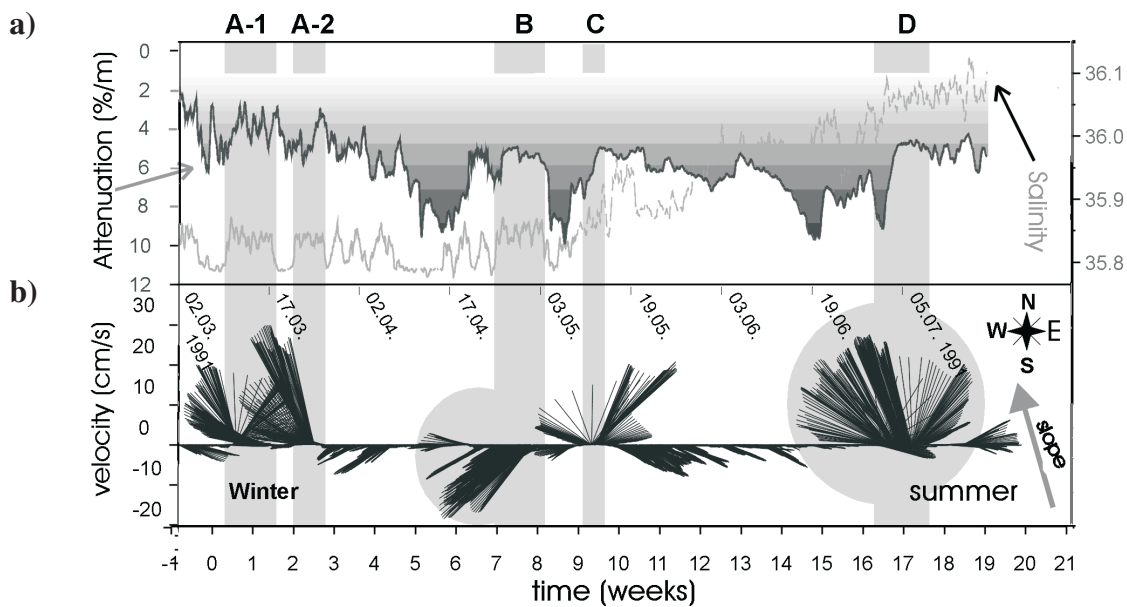 a)
A-1 A-2 B C D
Attenuation (%/m)
0
2
4
6
8
10
12
36.1
36.0
35.9
35.8
Salinity
b)
velocity (cm/s)
30
20
10
0
-10
-20
02.03. 1991
17.03.
02.04.
17.04.
03.05.
19.05.
03.06.
19.06.
05.07. 1991
N
W E
S
slope
Winter
summer
-1 0 1 2 3 4 5 6 7 8 9 10 11 12 13 14 15 16 17 18 19 20 21
time (weeks)